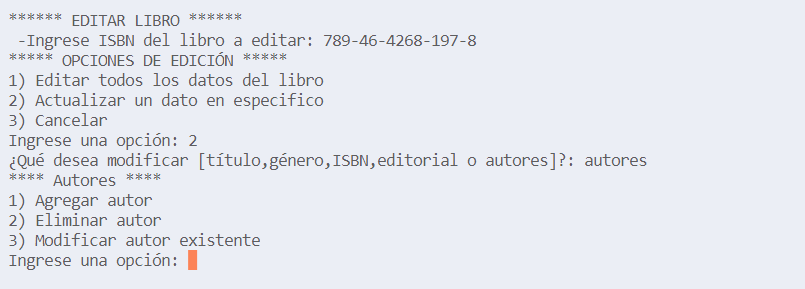 ****** EDITAR LIBRO ******
-Ingrese ISBN del libro a editar: 789-46-4268-197-8
***** OPCIONES DE EDICIÓN *****
1) Editar todos los datos del libro
2) Actualizar un dato en especifico
3) Cancelar
Ingrese una opción: 2
¿Qué desea modificar [título,género,ISBN,editorial o autores]?: autores
**** Autores ****
1) Agregar autor
2) Eliminar autor
3) Modificar autor existente
Ingrese una opción: